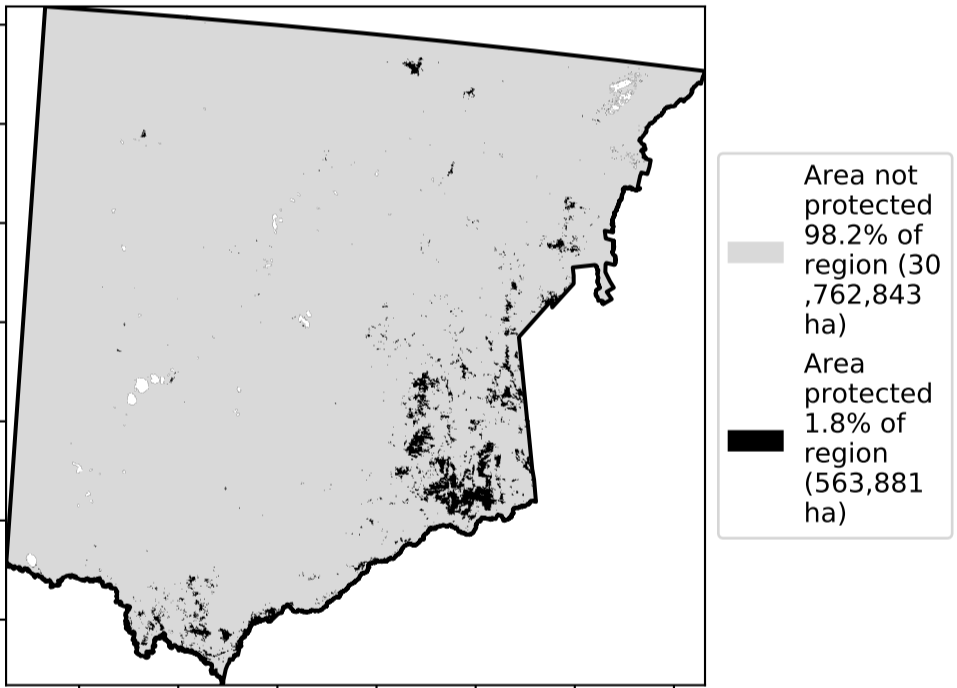 Area not
protected
98.2% of
region (30
,762,843
ha)
Area
protected
1.8% of
region
(563,881
ha)